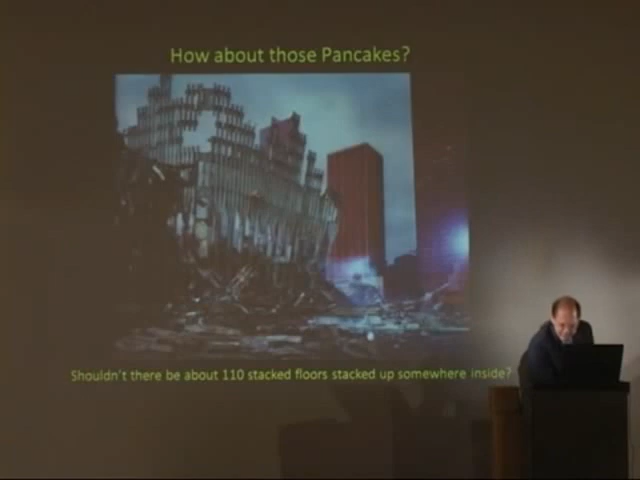 How about those Pancakes?
Shouldn't there be about 110 stacked floors stacked up somewhere inside?